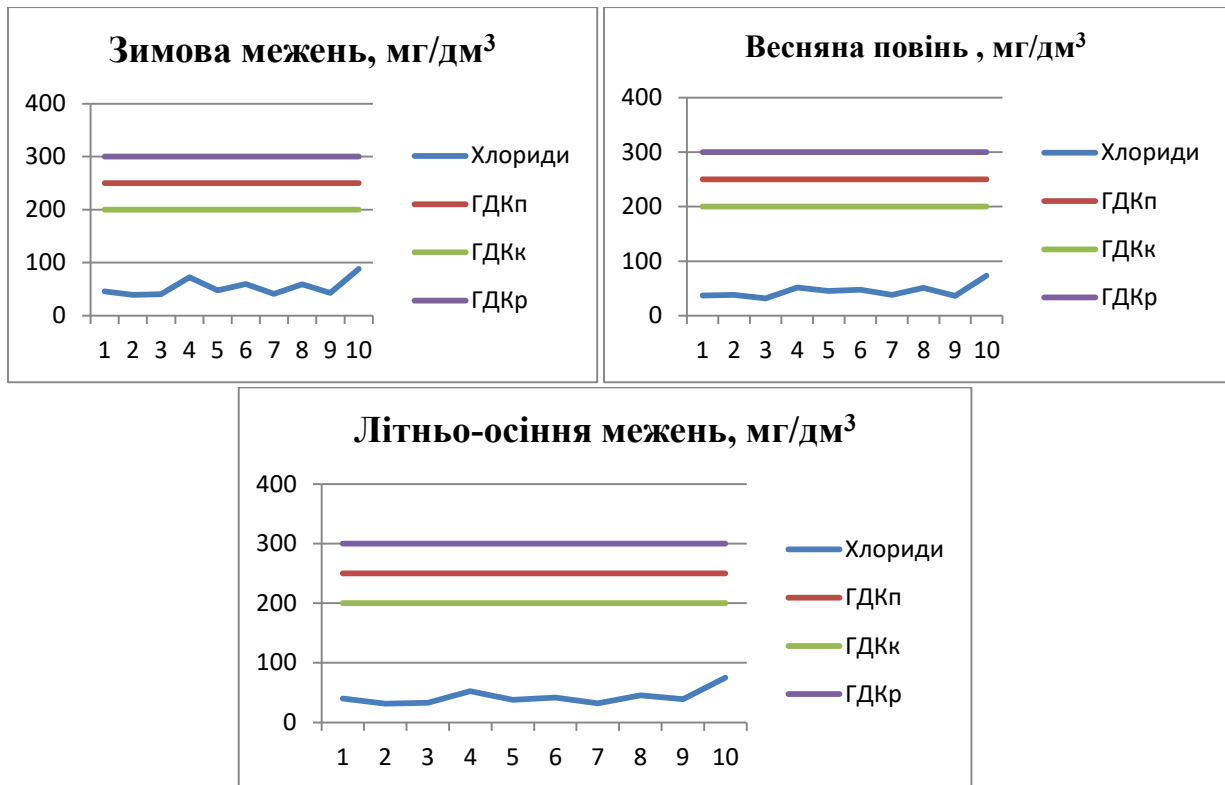 Зимова межень, мг/дм³
400
300
200
100
0
1 2 3 4 5 6 7 8 9 10
Хлориди
ГДКп
ГДКк
ГДКр
Весняна повінь , мг/дм³
400
300
200
100
0
1 2 3 4 5 6 7 8 9 10
Хлориди
ГДКп
ГДКк
ГДКр
Літньо-осіння межень, мг/дм³
400
300
200
100
0
1 2 3 4 5 6 7 8 9 10
Хлориди
ГДКп
ГДКк
ГДКр